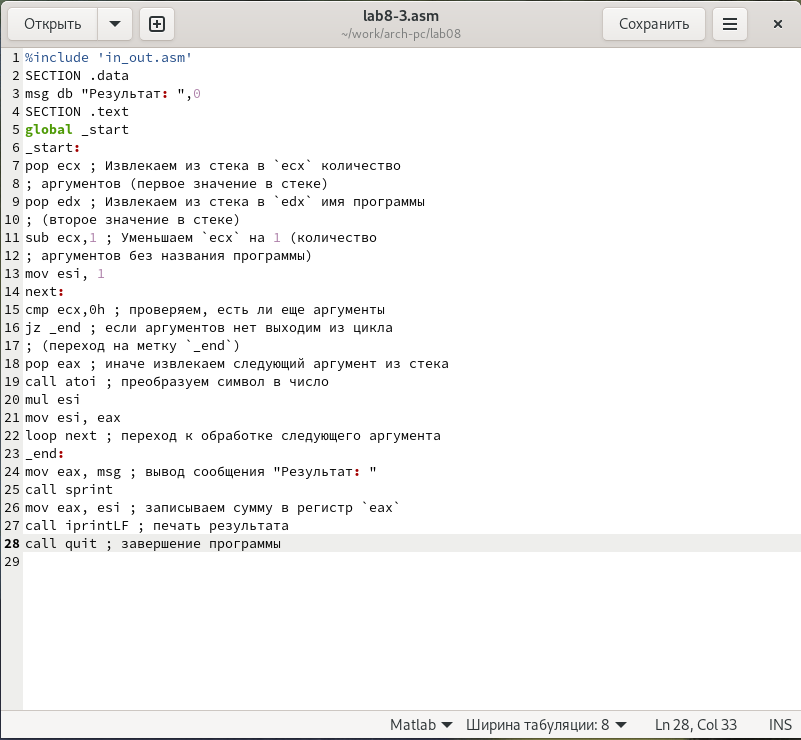 Открыть
lab8-3.asm
~/work/arch-pc/lab08
Сохранить
1 %include 'in_out.asm'
2 SECTION .data
3 msg db "Результат: ",0
4 SECTION .text
5 global _start
6 _start:
7 pop ecx ; Извлекаем из стека в `ecx` количество
8 ; аргументов (первое значение в стеке)
9 pop edx ; Извлекаем из стека в `edx` имя программы
10 ; (второе значение в стеке)
11 sub ecx,1 ; Уменьшаем `ecx` на 1 (количество
12 ; аргументов без названия программы)
13 mov esi, 1
14 next:
15 cmp ecx,0h ; проверяем, есть ли еще аргументы
16 jz _end ; если аргументов нет выходим из цикла
17 ; (переход на метку `_end`)
18 pop eax ; иначе извлекаем следующий аргумент из стека
19 call atoi ; преобразуем символ в число
20 mul esi
21 mov esi, eax
22 loop next ; переход к обработке следующего аргумента
23 _end:
24 mov eax, msg ; вывод сообщения "Результат: "
25 call sprint
26 mov eax, esi ; записываем сумму в регистр `eax`
27 call iprintLF ; печать результата
28 call quit ; завершение программы
29
Matlab Ширина табуляции: 8 Ln 28, Col 33 INS